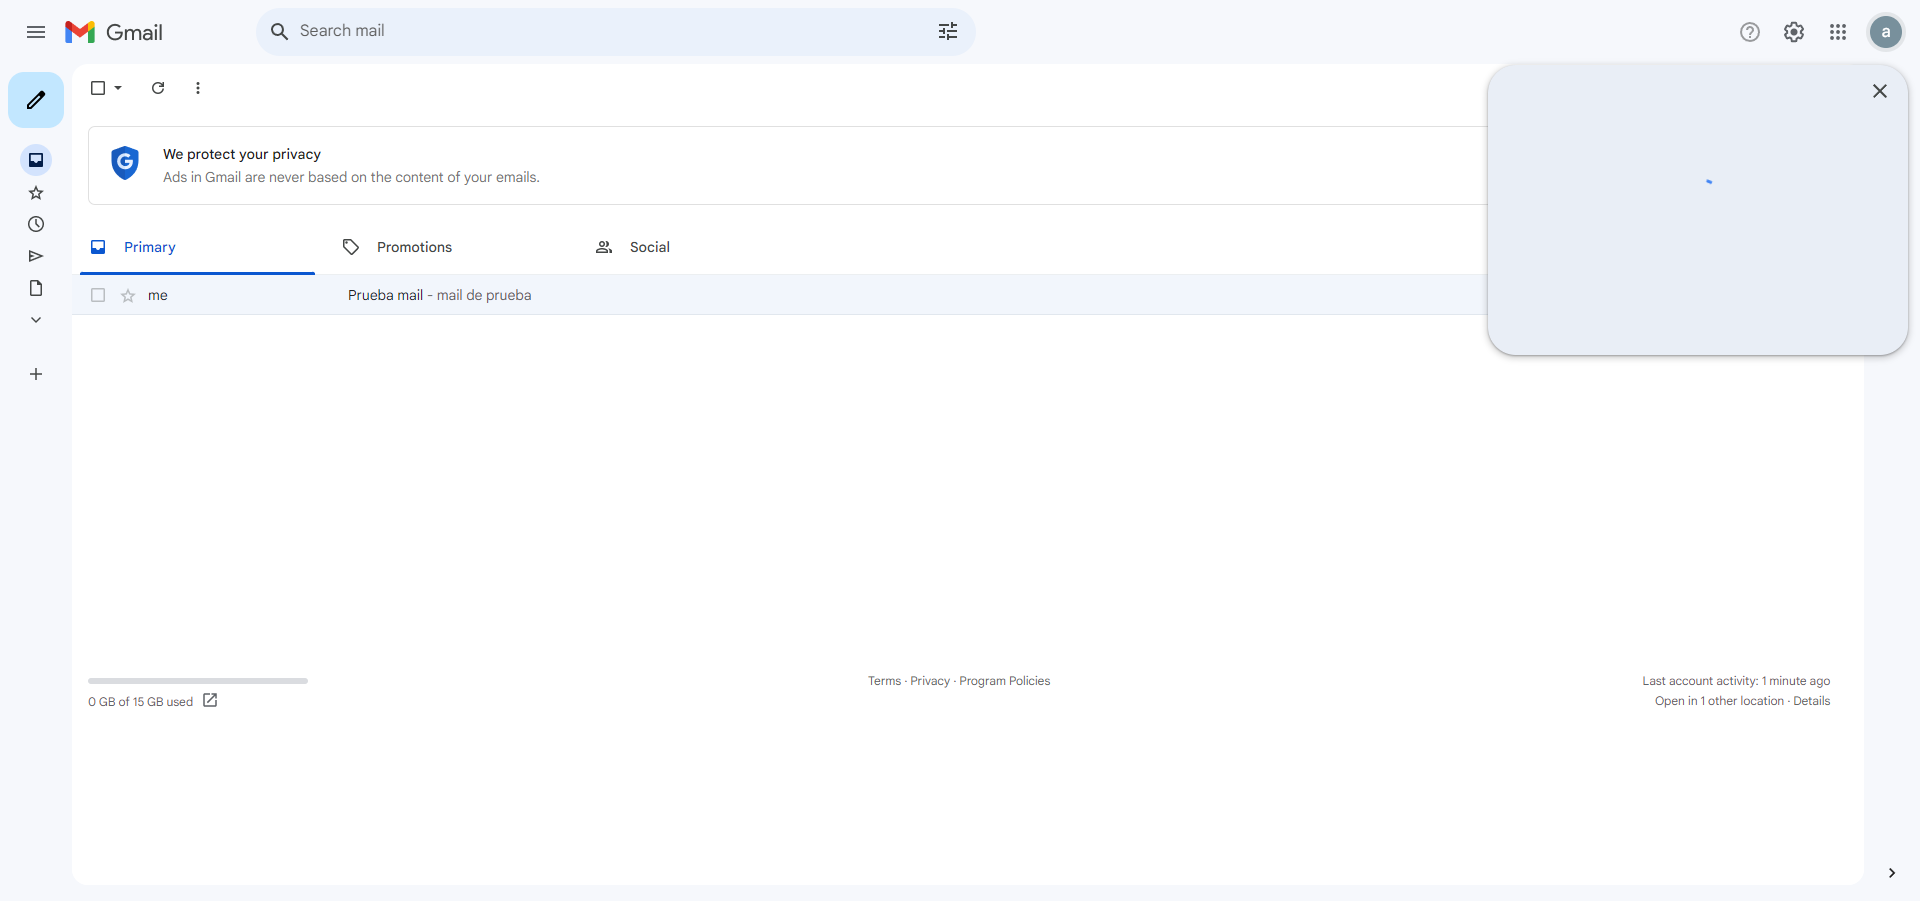 Gmail
Search mail
a
We protect your privacy
Ads in Gmail are never based on the content of your emails.
Primary
Promotions
Social
me
Prueba mail - mail de prueba
0 GB of 15 GB used
Terms · Privacy · Program Policies
Last account activity: 1 minute ago
Open in 1 other location · Details